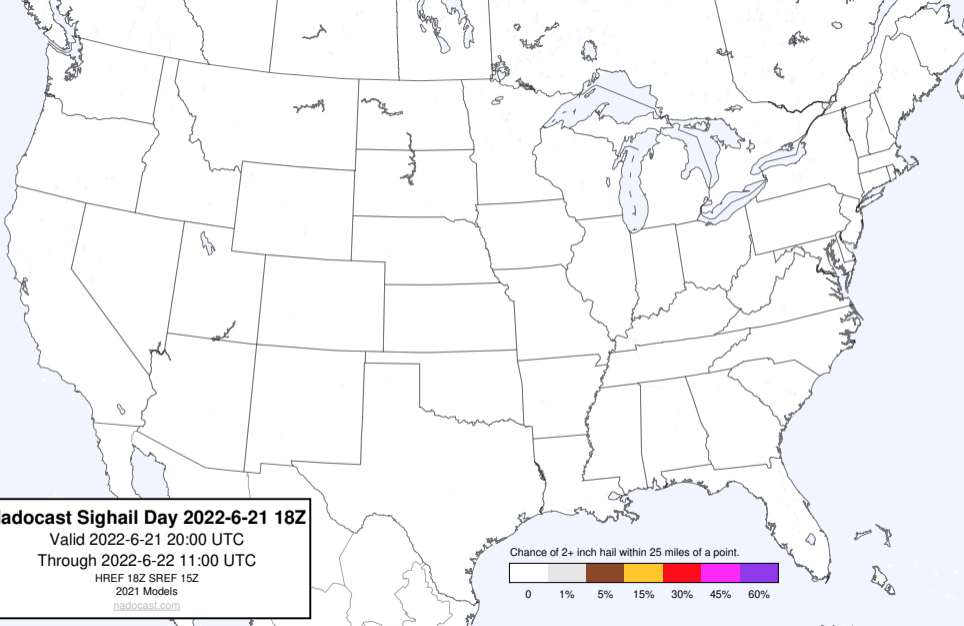 adocast Sighail Day 2022-6-21 18Z
Valid 2022-6-21 20:00 UTC
Through 2022-6-22 11:00 UTC
HREF 18Z SREF 15Z
2021 Models
nadocast.com
Chance of 2+ inch hail within 25 miles of a point.
0 1% 5% 15% 30% 45% 60%